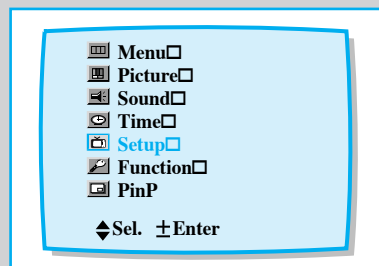 Menu□
Picture□
Sound□
Time□
Setup□
Function□
PinP
Sel. ±Enter